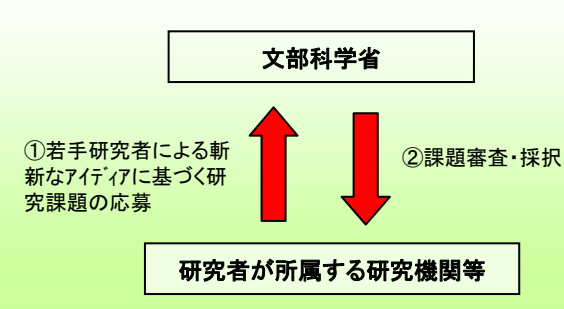 文部科学省
①若手研究者による斬
新なアイディアに基づく研
究課題の応募
②課題審査・採択
研究者が所属する研究機関等